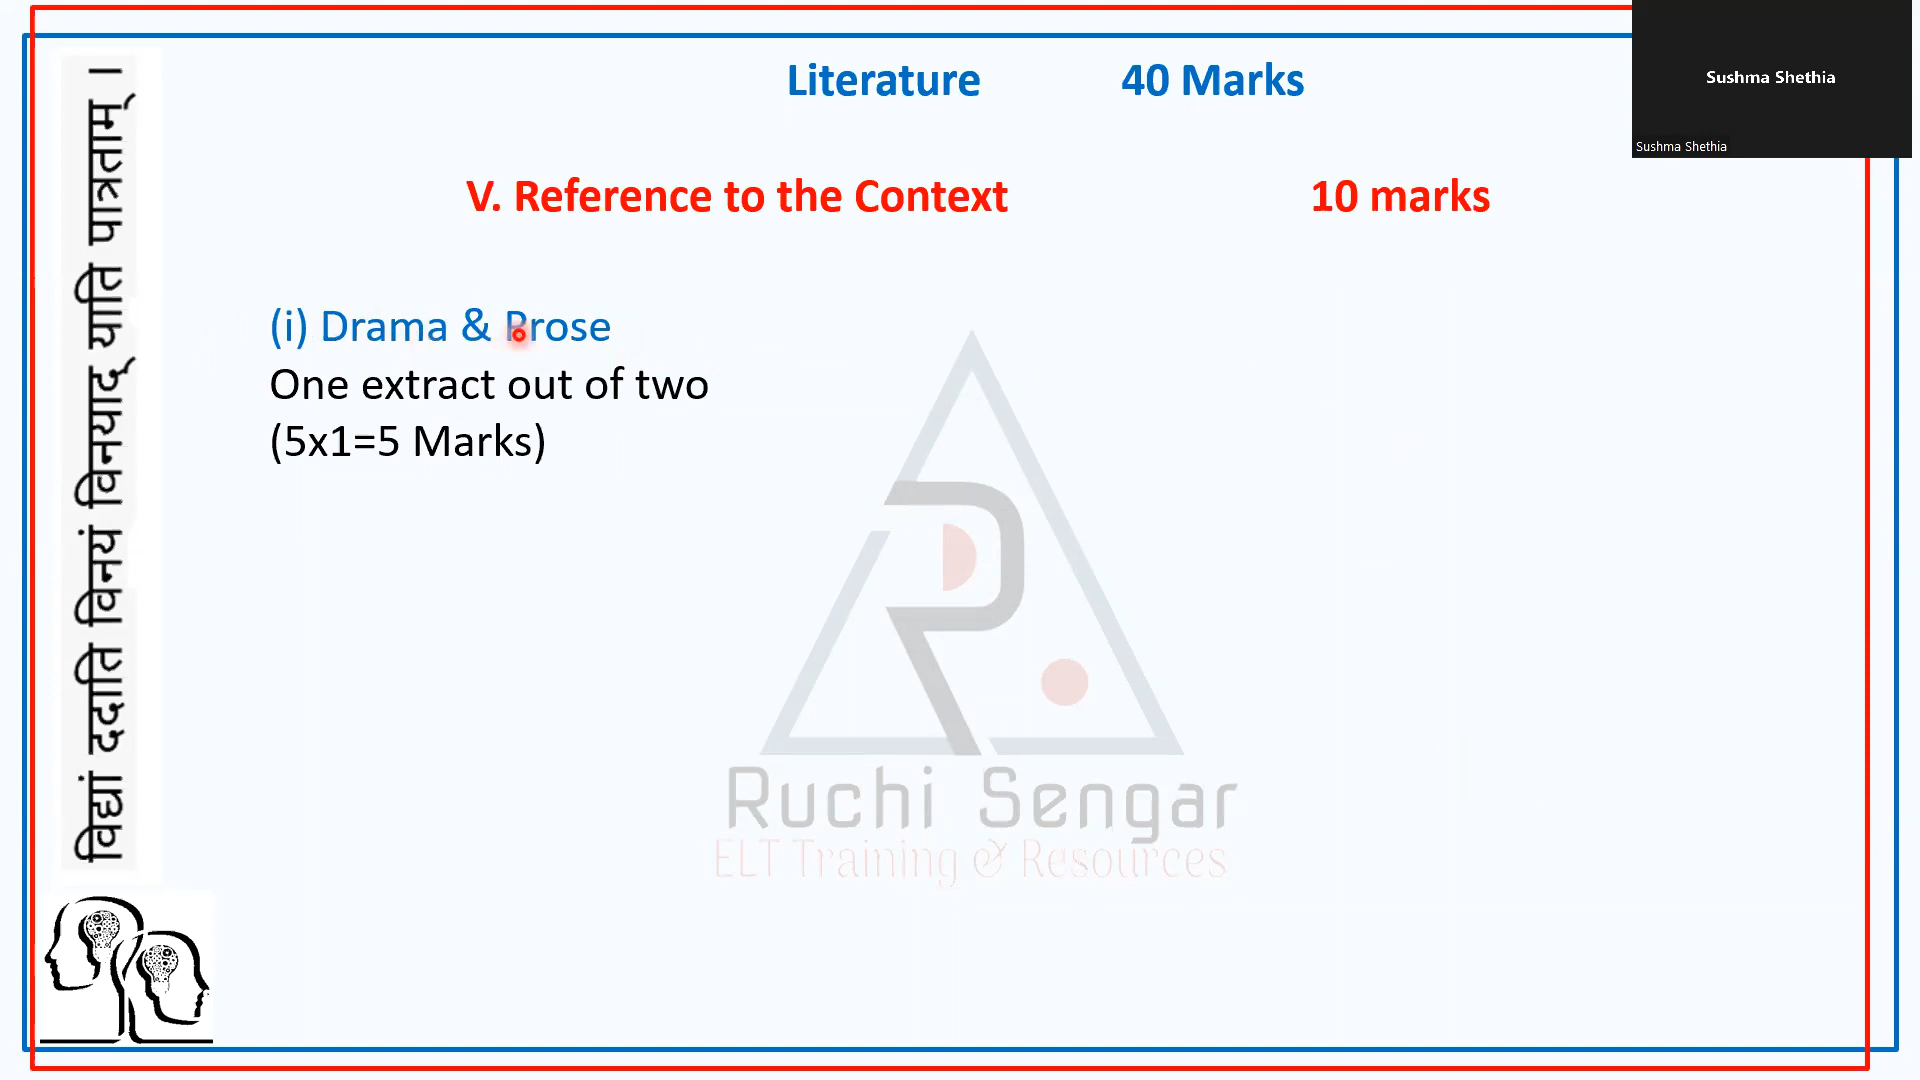 Literature 40 Marks
Sushma Shethia
Sushma Shethia
V. Reference to the Context 10 marks
(i) Drama & Prose
One extract out of two
(5x1=5 Marks)
विद्यां ददाति विनयं विनयाद् याति पात्रताम् ।
Ruchi Sengar
ELT Training & Resources